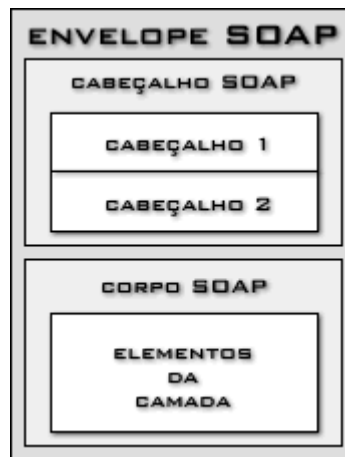 ENVELOPE SOAP
CABEÇALHO SOAP
CABEÇALHO 1
CABEÇALHO 2
CORPO SOAP
ELEMENTOS
DA
CAMADA